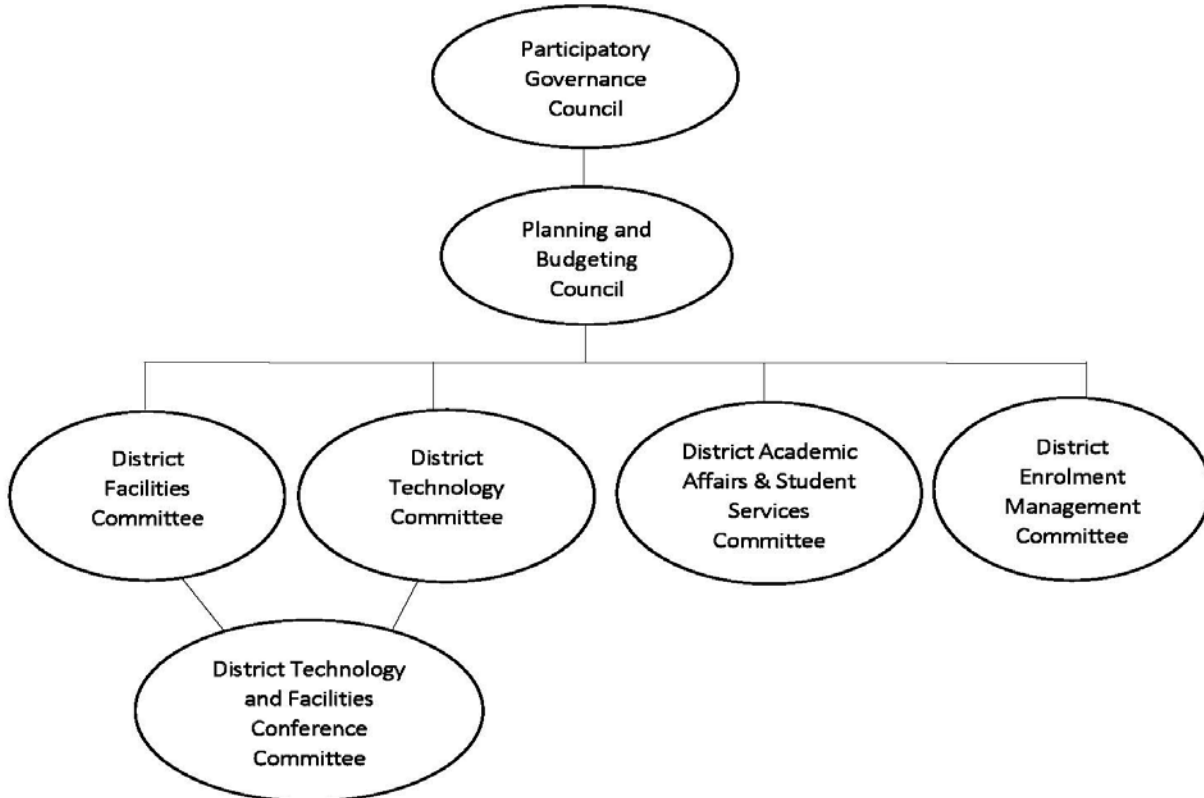 Participatory
Governance
Council
Planning and
Budgeting
Council
District
Facilities
Committee
District
Technology
Committee
District Academic
Affairs & Student
Services
Committee
District
Enrolment
Management
Committee
District Technology
and Facilities
Conference
Committee